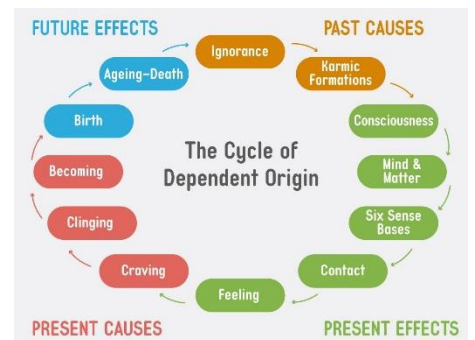 FUTURE EFFECTS
PAST CAUSES
Ignorance
Karmic
Formations
Consciousness
Mind &
Matter
Six Sense
Bases
Contact
Feeling
Craving
Clinging
Becoming
Birth
Ageing-Death
The Cycle of
Dependent Origin
PRESENT CAUSES
PRESENT EFFECTS